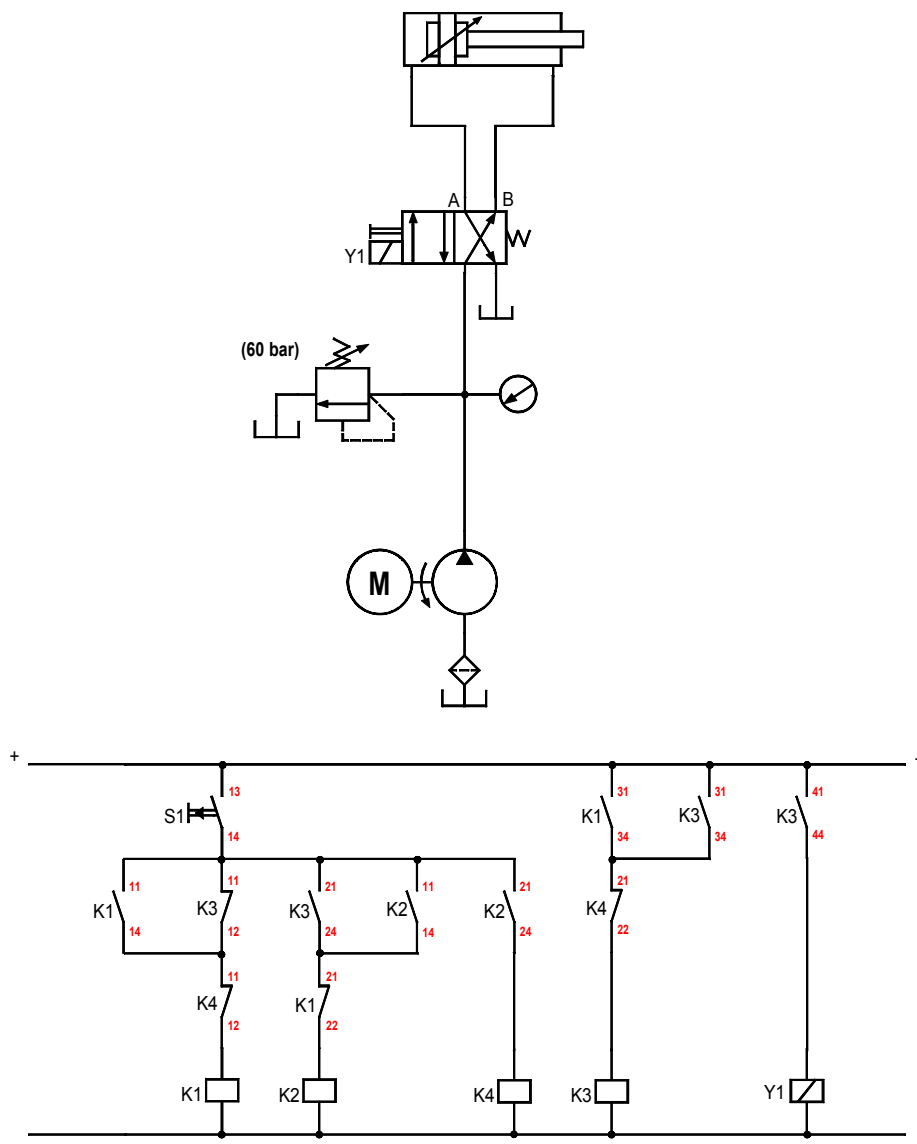 A B
Y1
(60 bar)
M
+ -
13
S1
14
31 31 41
K1 K3 K3
34 34 44
11 11 21 11 21 21
K1 K3 K3 K2 K2 K4
14 12 24 14 24 22
11 21
K4 K1
12 22
K1 K2 K4 K3 Y1